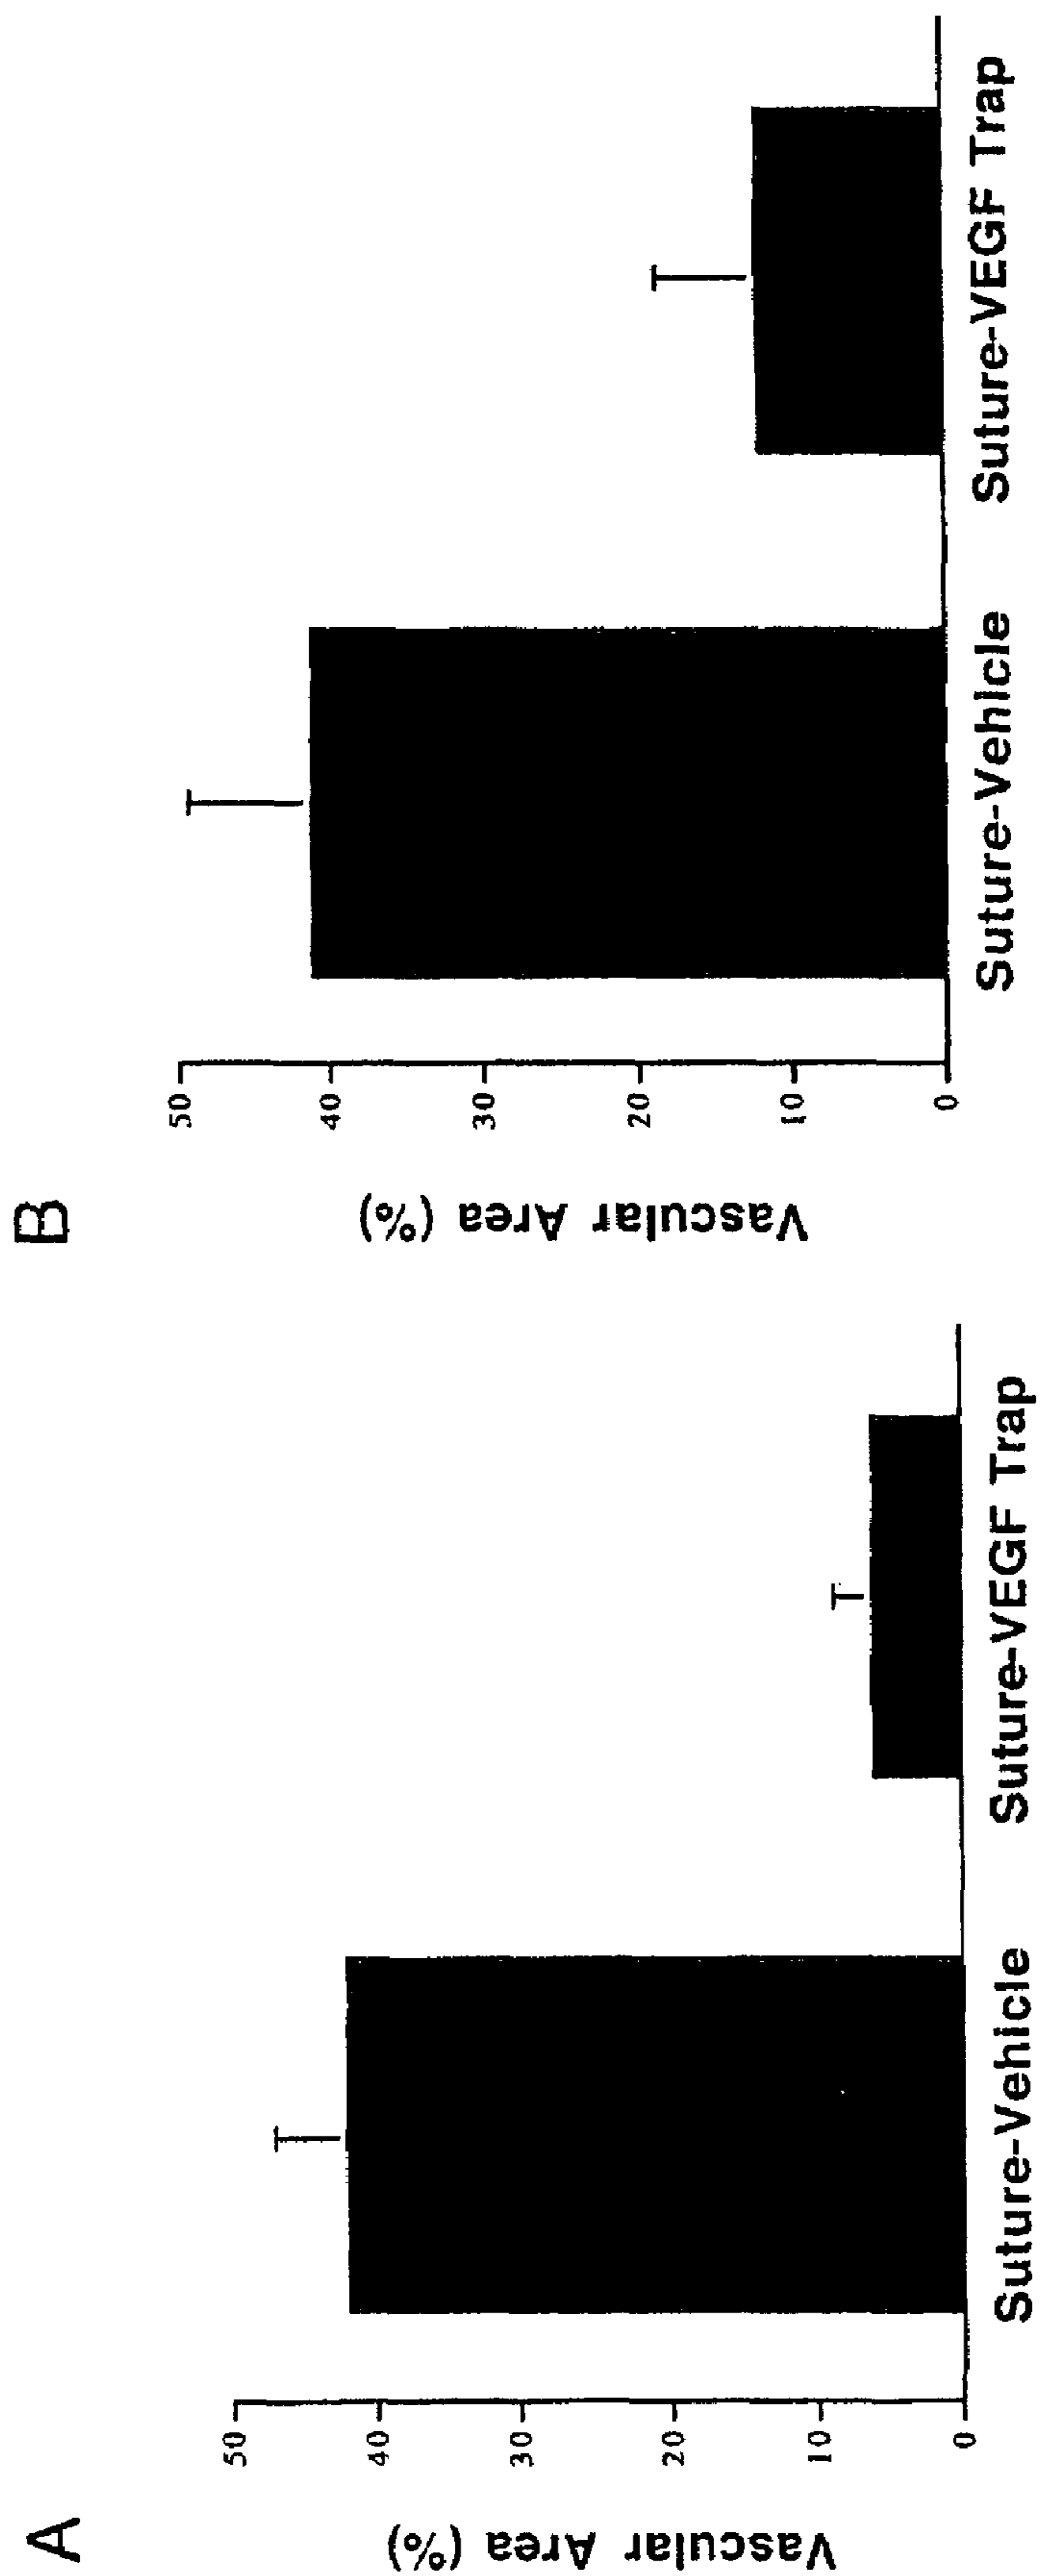 A
Vascular Area (%)
50
40
30
20
10
0
Suture-Vehicle
Suture-VEGF Trap
B
Vascular Area (%)
50
40
30
20
10
0
Suture-Vehicle
Suture-VEGF Trap